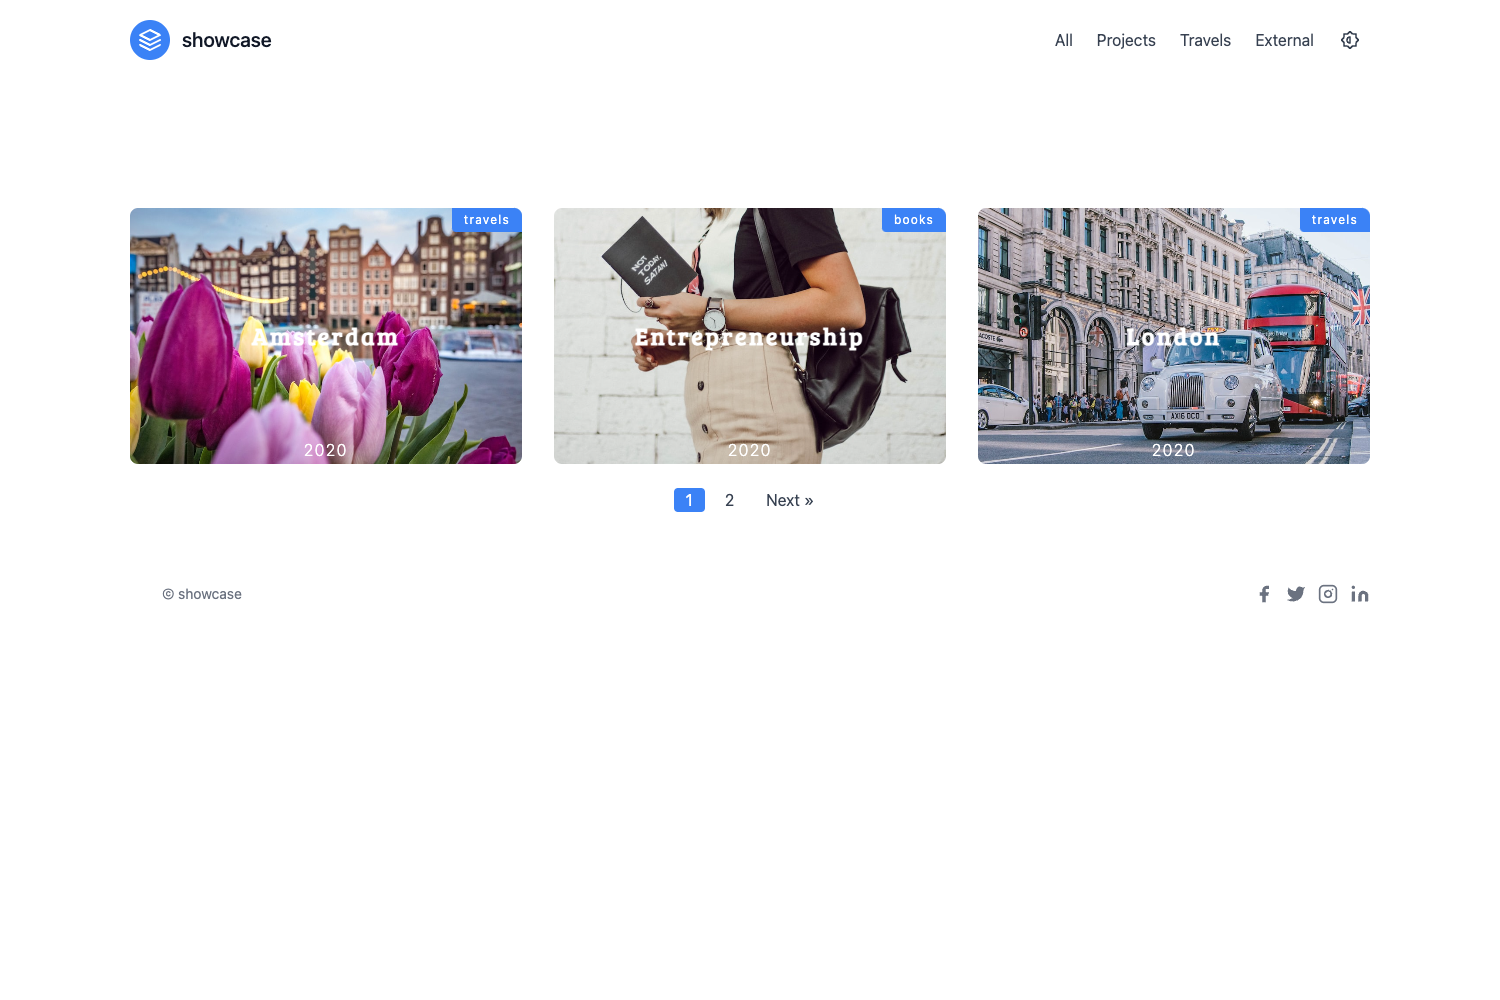 showcase
All Projects Travels External
travels
Amsterdam
2020
books
NOT
TODAY,
SATAN!
Entrepreneurship
2020
travels
London
AX16 DCO
2020
1 2 Next »
© showcase